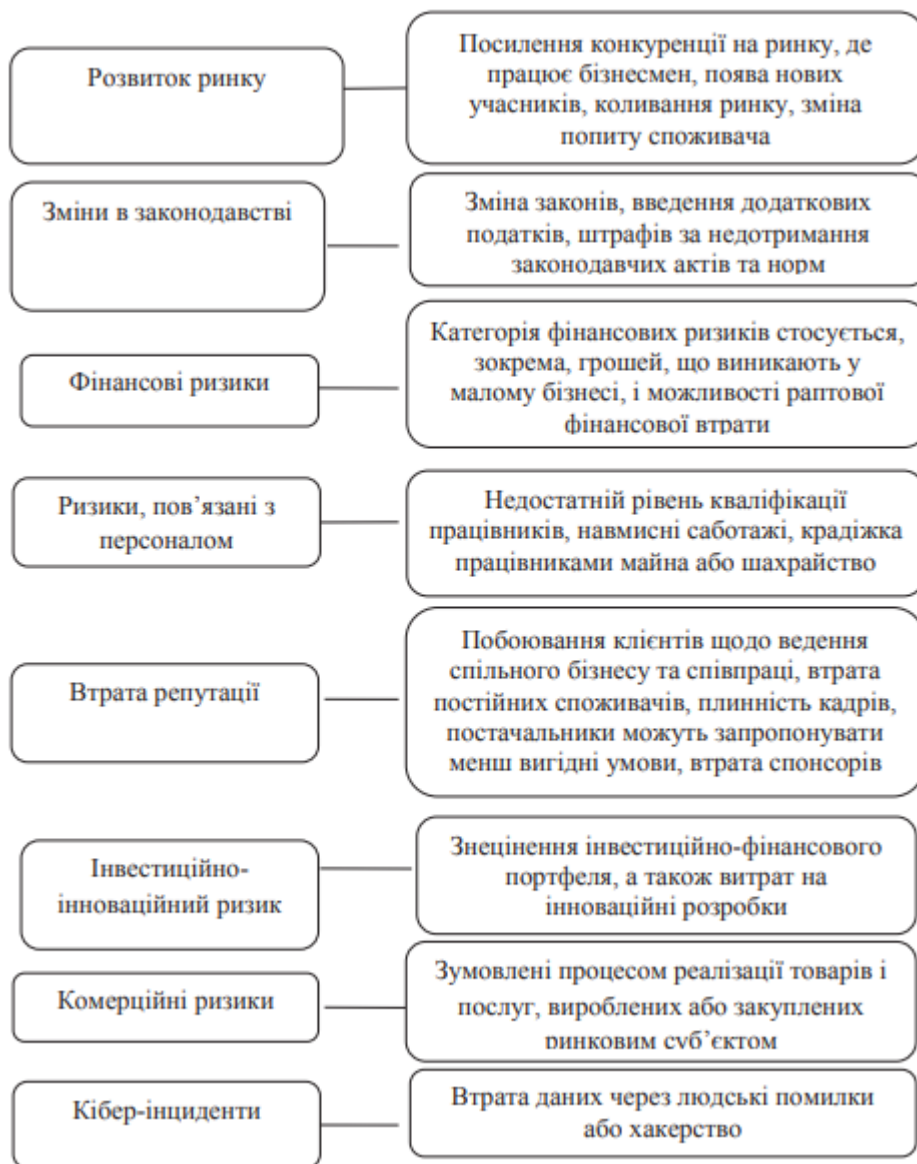 Розвиток ринку
Посилення конкуренції на ринку, де
працює бізнесмен, поява нових
учасників, коливання ринку, зміна
попиту споживача
Зміни в законодавстві
Зміна законів, введення додаткових
податків, штрафів за недотримання
законодавчих актів та норм
Фінансові ризики
Категорія фінансових ризиків стосується,
зокрема, грошей, що виникають у
малому бізнесі, і можливості раптової
фінансової втрати
Ризики, пов’язані з
персоналом
Недостатній рівень кваліфікації
працівників, навмисні саботажі, крадіжка
працівниками майна або шахрайство
Втрата репутації
Побоювання клієнтів щодо ведення
спільного бізнесу та співпраці, втрата
постійних споживачів, плинність кадрів,
постачальники можуть запропонувати
менш вигідні умови, втрата спонсорів
Інвестиційно-
інноваційний ризик
Знецінення інвестиційно-фінансового
портфеля, а також витрат на
інноваційні розробки
Комерційні ризики
Зумовлені процесом реалізації товарів і
послуг, вироблених або закуплених
ринковим суб’єктом
Кібер-інциденти
Втрата даних через людські помилки
або хакерство